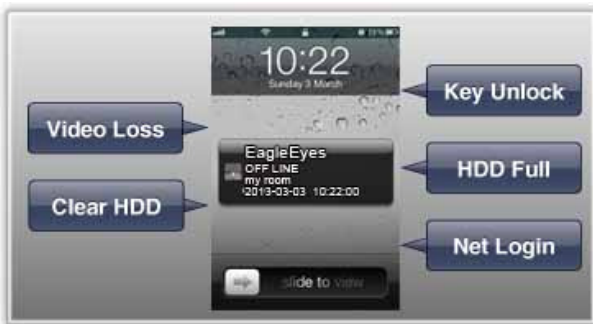 10:22
Sunday 3 March
Key Unlock
Video Loss
EagleEyes
OFF LINE
my room
2013-03-03 10:22:00
HDD Full
Clear HDD
Net Login
slide to view